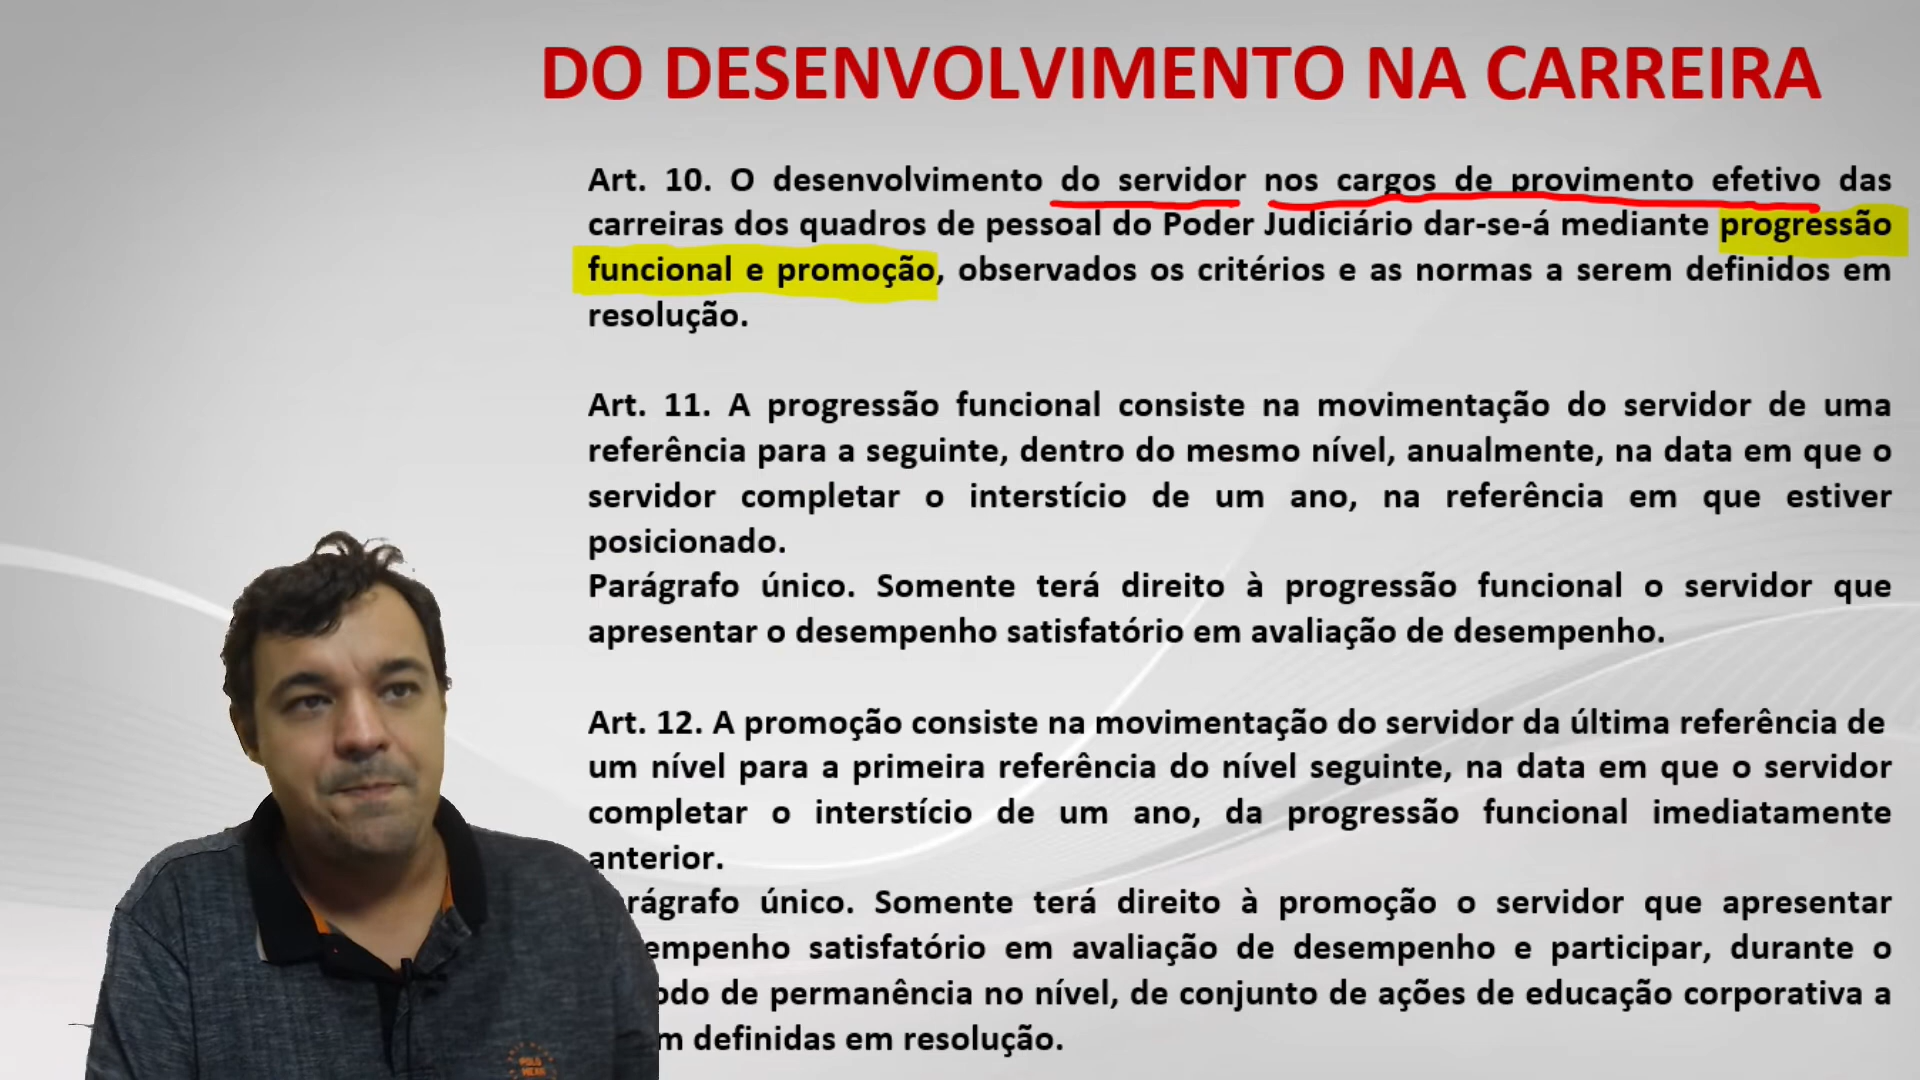 DO DESENVOLVIMENTO NA CARREIRA
Art. 10. O desenvolvimento do servidor nos cargos de provimento efetivo das
carreiras dos quadros de pessoal do Poder Judiciário dar-se-á mediante progressão
funcional e promoção, observados os critérios e as normas a serem definidos em
resolução.
Art. 11. A progressão funcional consiste na movimentação do servidor de uma
referência para a seguinte, dentro do mesmo nível, anualmente, na data em que o
servidor completar o interstício de um ano, na referência em que estiver
posicionado.
Parágrafo único. Somente terá direito à progressão funcional o servidor que
apresentar o desempenho satisfatório em avaliação de desempenho.
Art. 12. A promoção consiste na movimentação do servidor da última referência de
um nível para a primeira referência do nível seguinte, na data em que o servidor
completar o interstício de um ano, da progressão funcional imediatamente
anterior.
rágrafo único. Somente terá direito à promoção o servidor que apresentar
empenho satisfatório em avaliação de desempenho e participar, durante o
odo de permanência no nível, de conjunto de ações de educação corporativa a
m definidas em resolução.
POLO
WEAR